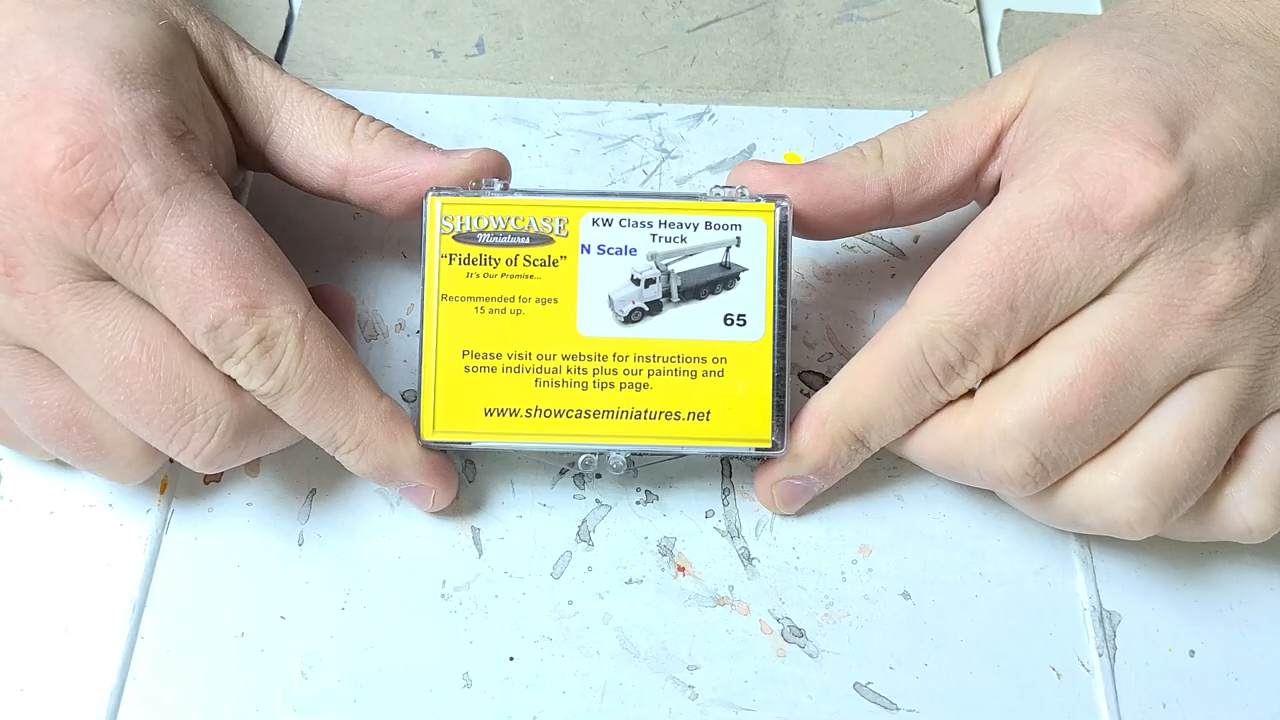 SHOWCASE
Miniatures
"Fidelity of Scale"
It's Our Promise...
Recommended for ages
15 and up.
KW Class Heavy Boom
Truck
N Scale
65
Please visit our website for instructions on
some individual kits plus our painting and
finishing tips page.
www.showcaseminiatures.net